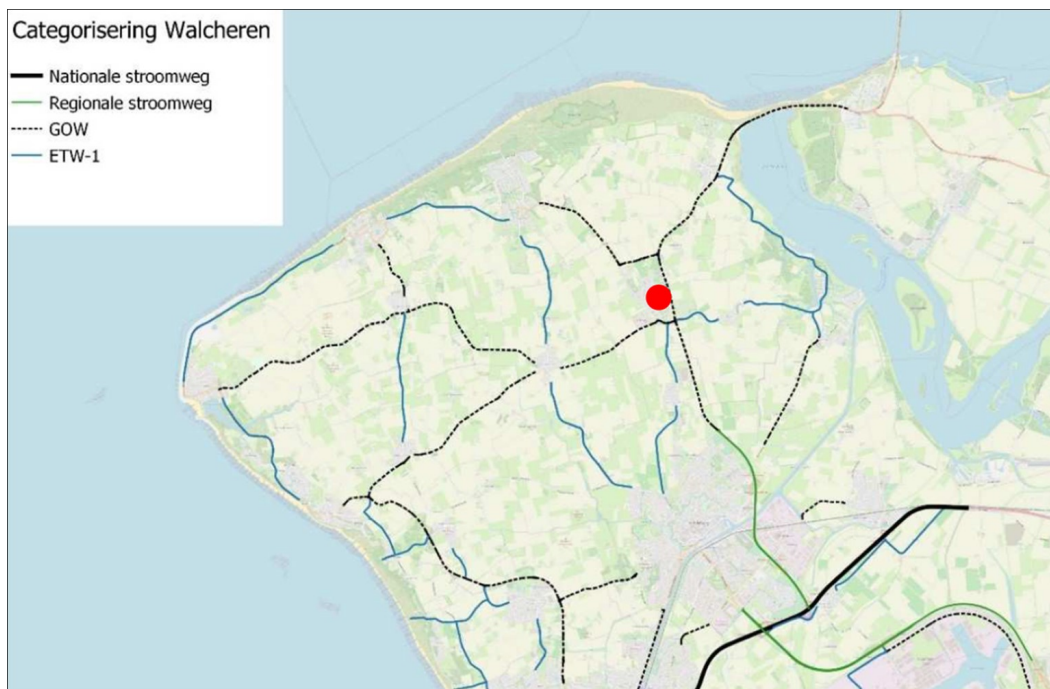 Categorisering Walcheren
Nationale stroomweg
Regionale stroomweg
GOW
ETW-1